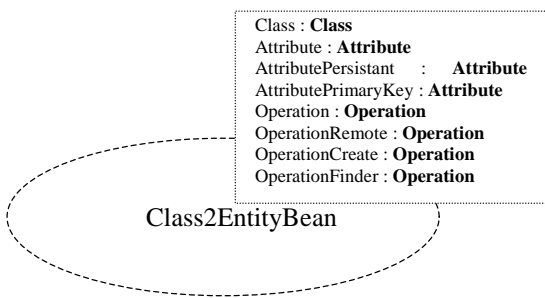 Class : Class
Attribute : Attribute
AttributePersistant : Attribute
AttributePrimaryKey : Attribute
Operation : Operation
OperationRemote : Operation
OperationCreate : Operation
OperationFinder : Operation
Class2EntityBean